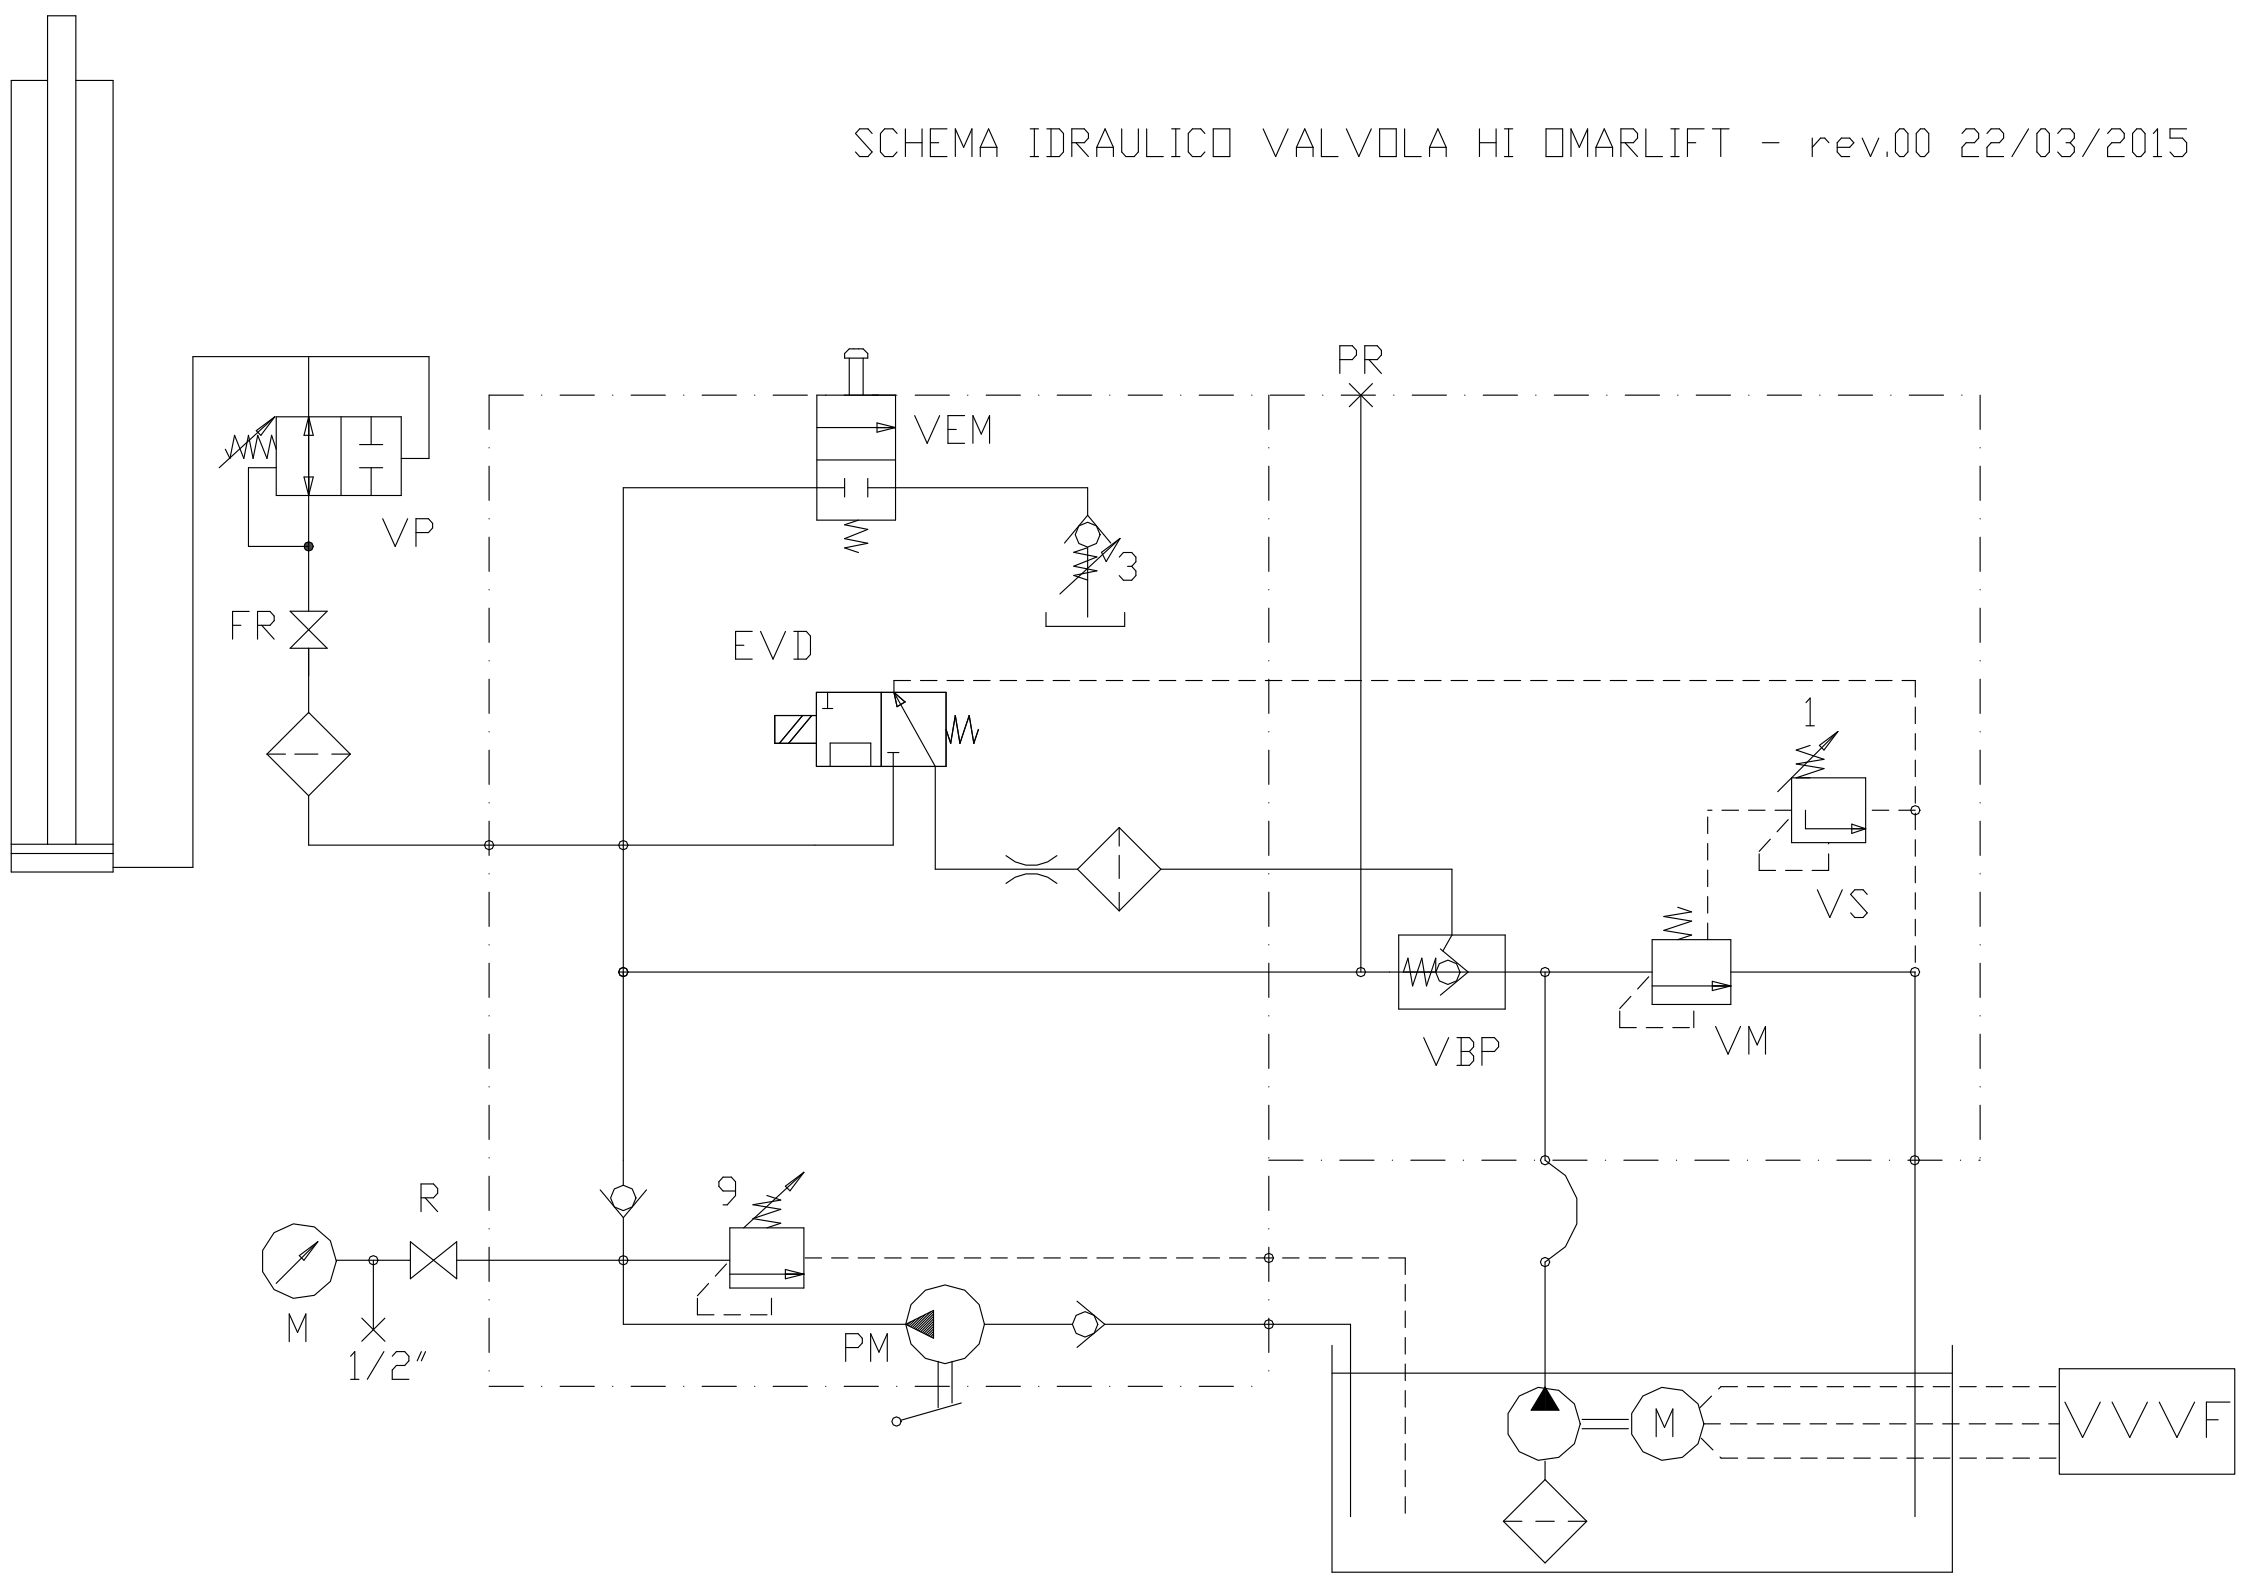 SCHEMA IDRAULICO VALVOLA HI OMARLIFT - rev.00 22/03/2015
PR
VEM
VP
3
FR
EVD
1
VS
VM
VBP
9
R
M
PM
1/2"
M
VVVF